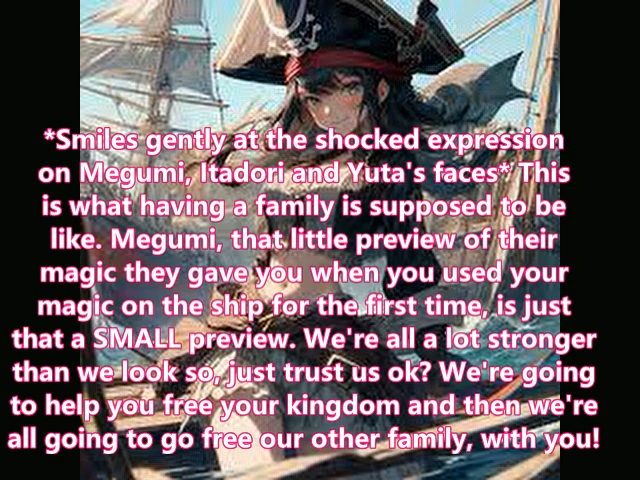 *Smiles gently at the shocked expression
on Megumi, Itadori and Yuta's faces* This
is what having a family is supposed to be
like. Megumi, that little preview of their
magic they gave you when you used your
magic on the ship for the first time, is just
that a SMALL preview. We're all a lot stronger
than we look so, just trust us ok? We're going
to help you free your kingdom and then we're
all going to go free our other family, with you!